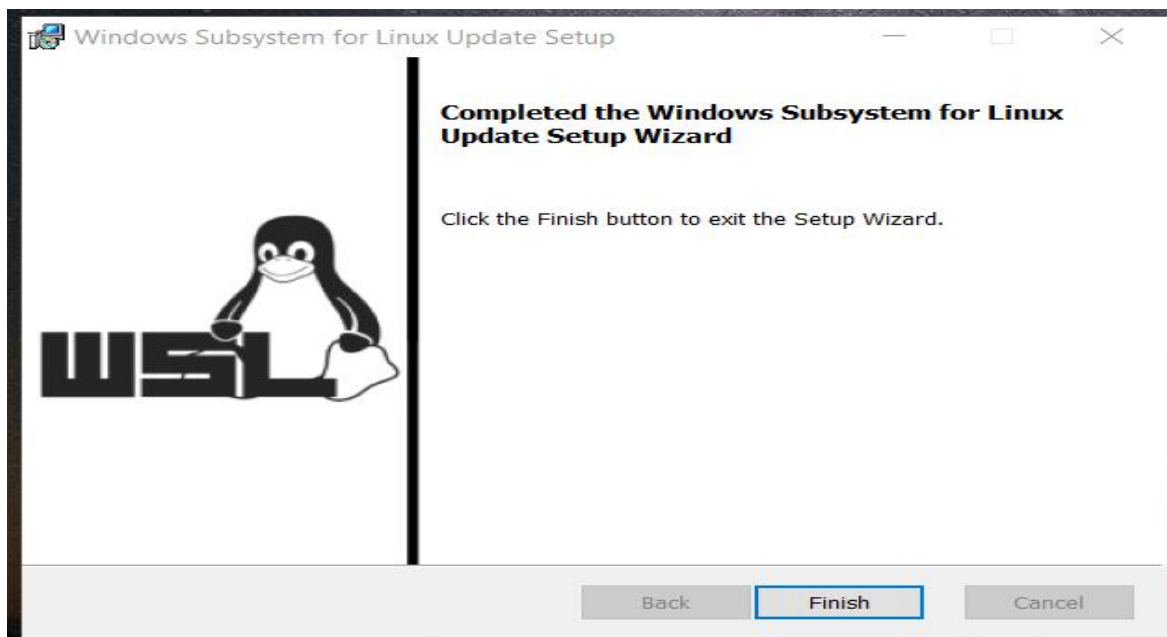 Windows Subsystem for Linux Update Setup
Completed the Windows Subsystem for Linux
Update Setup Wizard
Click the Finish button to exit the Setup Wizard.
WSL
Back
Finish
Cancel